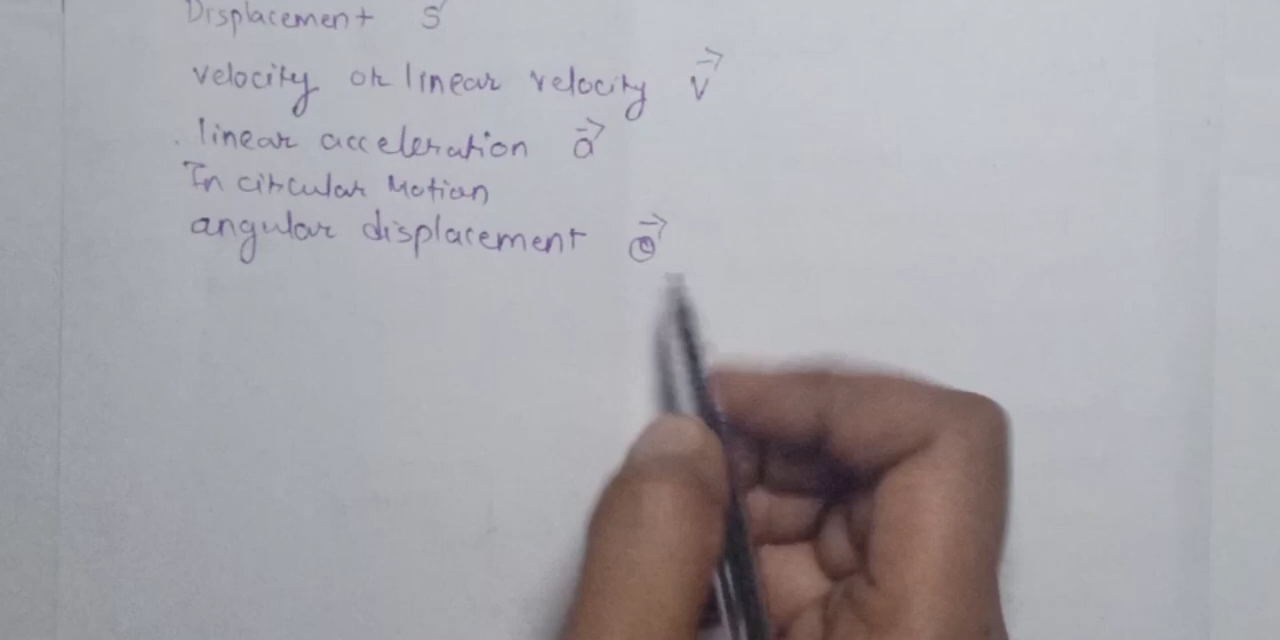 Displacement S
velocity or linear velocity V⃗
linear acceleration a⃗
In circular Motion
angular displacement θ⃗